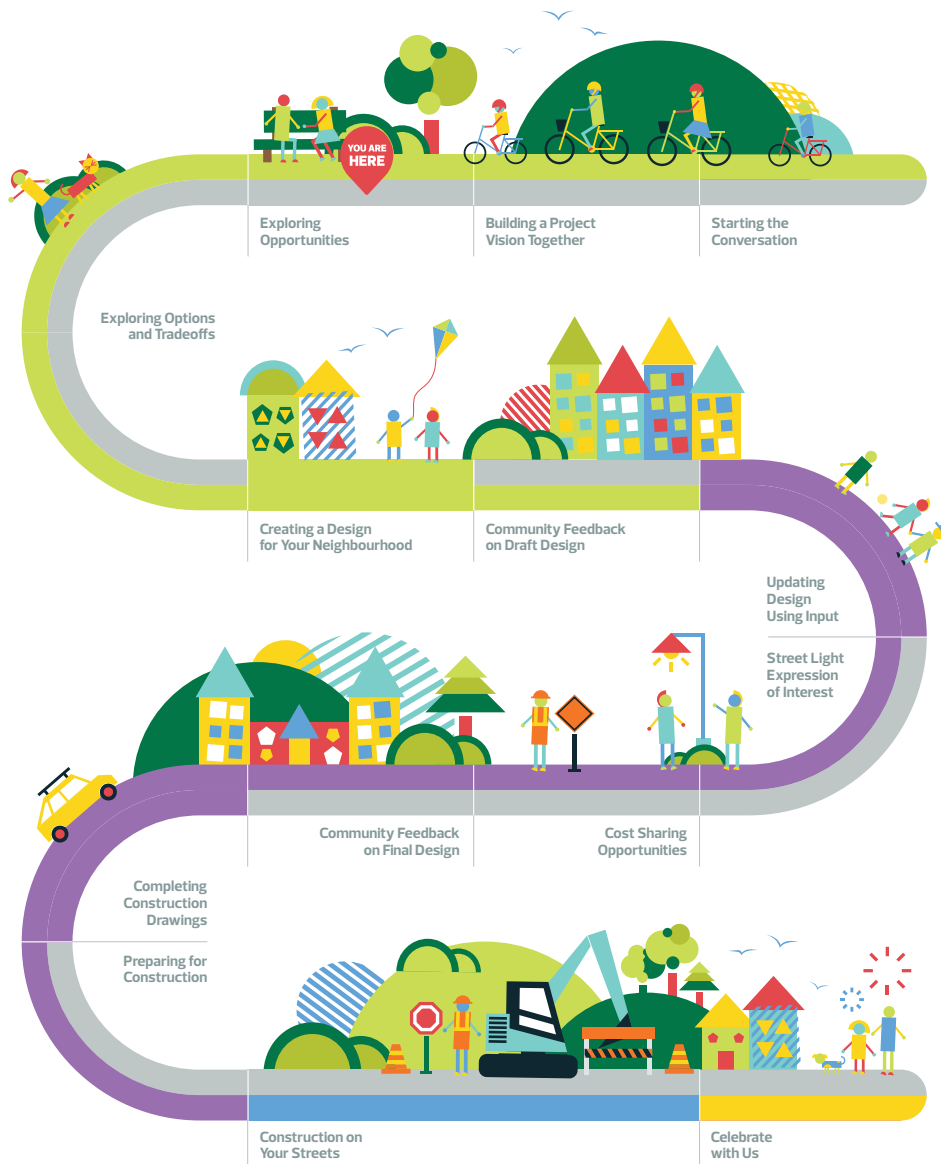 YOU ARE
HERE
Exploring
Opportunities
Building a Project
Vision Together
Starting the
Conversation
Exploring Options
and Tradeoffs
Creating a Design
for Your Neighbourhood
Community Feedback
on Draft Design
Updating
Design
Using Input
Street Light
Expression
of Interest
Community Feedback
on Final Design
Cost Sharing
Opportunities
Completing
Construction
Drawings
Preparing for
Construction
Construction on
Your Streets
Celebrate
with Us